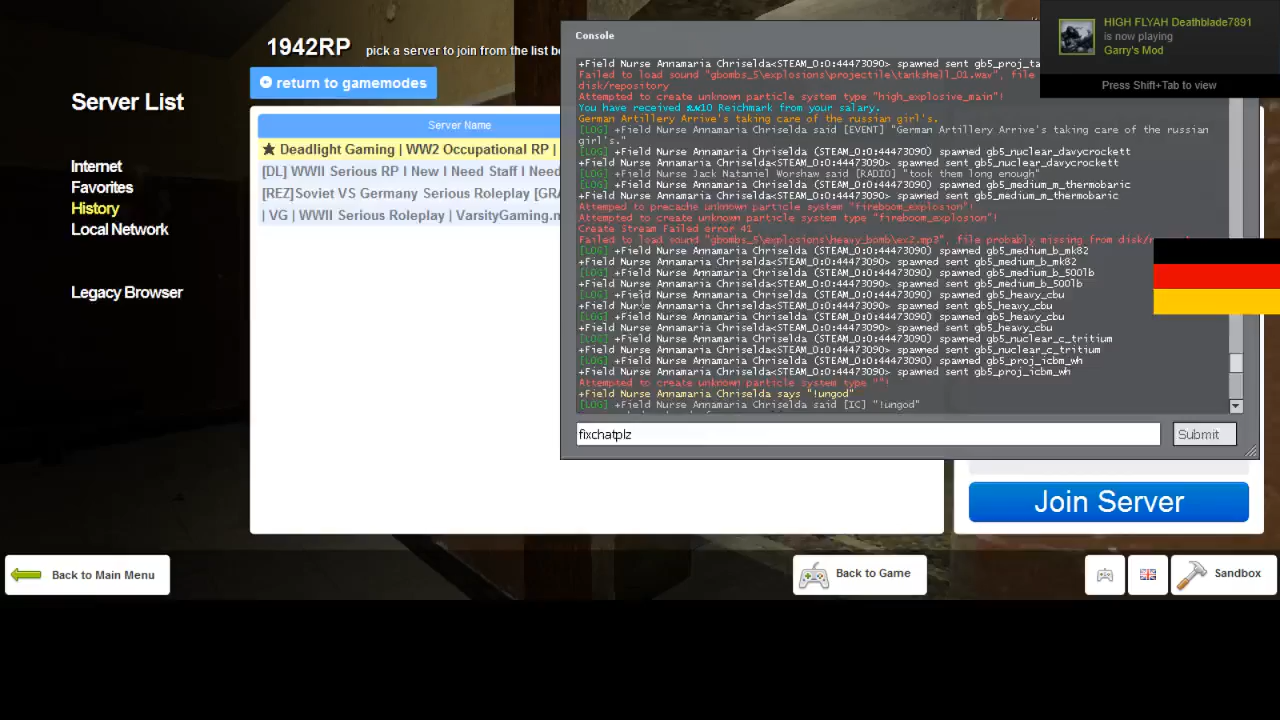 1942RP pick a server to join from the list be
return to gamemodes
Server List
Internet
Favorites
History
Local Network
Legacy Browser
Server Name
Deadlight Gaming | WW2 Occupational RP |
[DL] WWII Serious RP I New I Need Staff I Need
[REZ]Soviet VS Germany Serious Roleplay [GRA
| VG | WWII Serious Roleplay | VarsityGaming.n
Console
+Field Nurse Annamaria Chriselda<STEAM_0:0:44473090> spawned sent gb5_proj_ta
Failed to load sound "gbombs_5\explosions\projectile\tankshell_01.wav", file
disk/repository
Attempted to create unknown particle system type "high_explosive_main"!
You have received 10 Reichmark from your salary.
German Artillery Arrive's taking care of the russian girl's.
[LOG] +Field Nurse Annamaria Chriselda said [EVENT] "German Artillery Arrive's taking care of the russian
girl's."
[LOG] +Field Nurse Annamaria Chriselda (STEAM_0:0:44473090) spawned gb5_nuclear_davycrockett
+Field Nurse Annamaria Chriselda<STEAM_0:0:44473090> spawned sent gb5_nuclear_davycrockett
[LOG] +Field Nurse Jack Nataniel Worshaw said [RADIO] "took them long enough"
[LOG] +Field Nurse Annamaria Chriselda (STEAM_0:0:44473090) spawned gb5_medium_m_thermobaric
+Field Nurse Annamaria Chriselda<STEAM_0:0:44473090> spawned sent gb5_medium_m_thermobaric
Attemped to precache unknown particle system "fireboom_explosion"!
Attempted to create unknown particle system type "fireboom_explosion"!
Create Stream Failed error 41
Failed to load sound "gbombs_5\explosions\heavy_bomb\ex2.mp3", file probably missing from disk/
[LOG] +Field Nurse Annamaria Chriselda (STEAM_0:0:44473090) spawned gb5_medium_b_mk82
+Field Nurse Annamaria Chriselda<STEAM_0:0:44473090> spawned sent gb5_medium_b_mk82
[LOG] +Field Nurse Annamaria Chriselda (STEAM_0:0:44473090) spawned gb5_medium_b_500lb
+Field Nurse Annamaria Chriselda<STEAM_0:0:44473090> spawned sent gb5_medium_b_500lb
[LOG] +Field Nurse Annamaria Chriselda (STEAM_0:0:44473090) spawned gb5_heavy_cbu
+Field Nurse Annamaria Chriselda<STEAM_0:0:44473090> spawned sent gb5_heavy_cbu
[LOG] +Field Nurse Annamaria Chriselda (STEAM_0:0:44473090) spawned gb5_heavy_cbu
+Field Nurse Annamaria Chriselda<STEAM_0:0:44473090> spawned sent gb5_heavy_cbu
[LOG] +Field Nurse Annamaria Chriselda (STEAM_0:0:44473090) spawned gb5_nuclear_c_tritium
+Field Nurse Annamaria Chriselda<STEAM_0:0:44473090> spawned sent gb5_nuclear_c_tritium
[LOG] +Field Nurse Annamaria Chriselda (STEAM_0:0:44473090) spawned gb5_proj_icbm_wh
+Field Nurse Annamaria Chriselda<STEAM_0:0:44473090> spawned sent gb5_proj_icbm_wh
Attempted to create unknown particle system type ""!
+Field Nurse Annamaria Chriselda says "!ungod"
[LOG] +Field Nurse Annamaria Chriselda said [IC] "!ungod"
fixchatplz
Submit
HIGH FLYAH Deathblade7891
is now playing
Garry's Mod
Press Shift+Tab to view
Join Server
Back to Main Menu
Back to Game
Sandbox